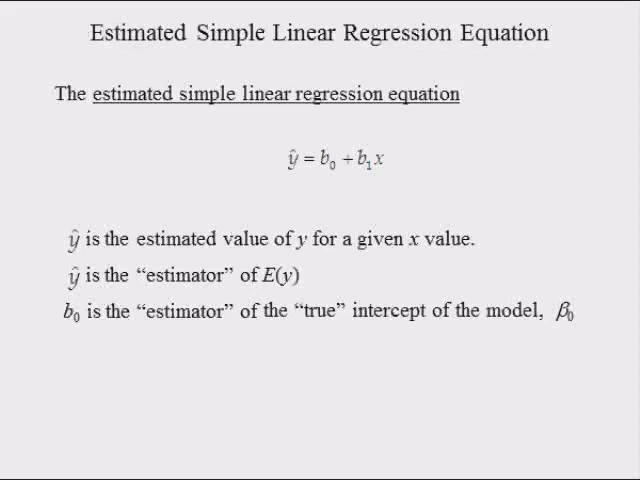 Estimated Simple Linear Regression Equation
The estimated simple linear regression equation
ŷ = b₀ + b₁x
ŷ is the estimated value of y for a given x value.
ŷ is the “estimator” of E(y)
b₀ is the “estimator” of the “true” intercept of the model, β₀